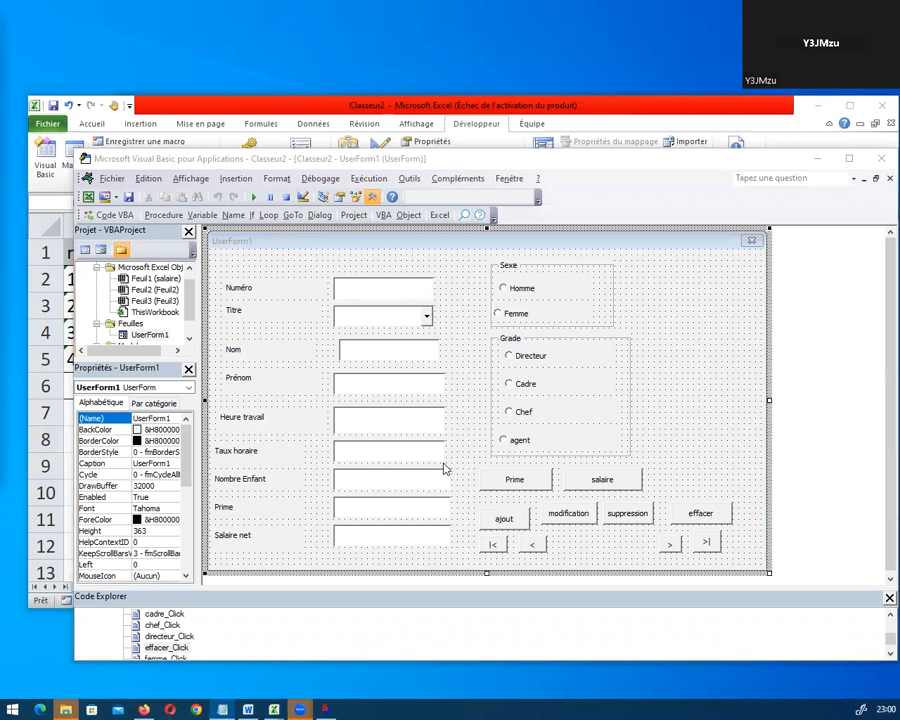 Y3JMzu
Y3JMzu
Classeur2 - Microsoft Excel (Échec de l'activation du produit)
Fichier Accueil Insertion Mise en page Formules Données Révision Affichage Développeur Équipe
Enregistrer une macro Propriétés Propriétés du mappage Importer
Visual Basic
Microsoft Visual Basic pour Applications - Classeur2 - [Classeur2 - UserForm1 (UserForm)]
Fichier Edition Affichage Insertion Format Débogage Exécution Outils Compléments Fenêtre ? Tapez une question
Code VBA Procedure Variable Name If Loop GoTo Dialog Project VBA Object Excel
Projet - VBAProject
Microsoft Excel Obj
Feuil1 (salaire)
Feuil2 (Feuil2)
Feuil3 (Feuil3)
ThisWorkbook
Feuilles
UserForm1
Propriétés - UserForm1
UserForm1 UserForm
Alphabétique Par catégorie
(Name) UserForm1
BackColor &H800000
BorderColor &H800000
BorderStyle 0 - fmBorderS
Caption UserForm1
Cycle 0 - fmCycleAll
DrawBuffer 32000
Enabled True
Font Tahoma
ForeColor &H800000
Height 363
HelpContextID 0
KeepScrollBarsV 3 - fmScrollBars
Left 0
MouseIcon (Aucun)
1
2
3
4
5
6
7
8
9
10
11
12
13
1
2
3
4
Prêt
UserForm1
Numéro
Titre
Nom
Prénom
Heure travail
Taux horaire
Nombre Enfant
Prime
Salaire net
Sexe
Homme
Femme
Grade
Directeur
Cadre
Chef
agent
Prime salaire
ajout modification suppression effacer
|< < > >|
Code Explorer
cadre_Click
chef_Click
directeur_Click
effacer_Click
femme_Click
23:00